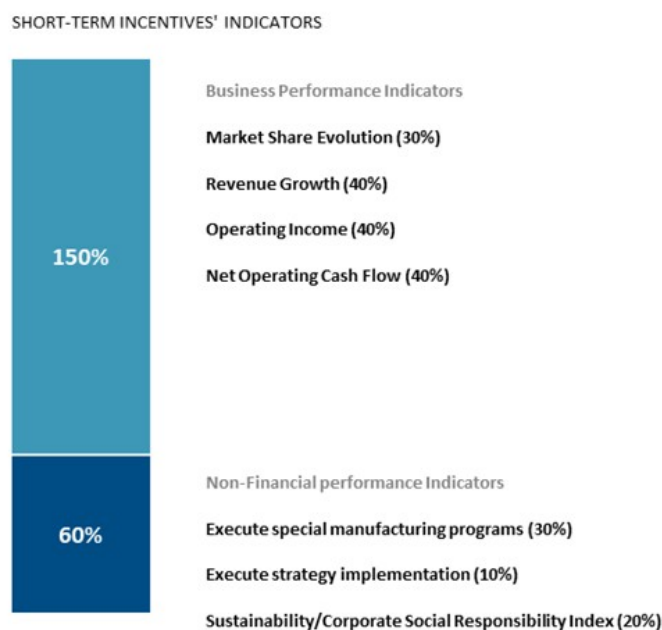 SHORT-TERM INCENTIVES' INDICATORS
Business Performance Indicators
Market Share Evolution (30%)
Revenue Growth (40%)
150%
Operating Income (40%)
Net Operating Cash Flow (40%)
Non-Financial performance Indicators
60%
Execute special manufacturing programs (30%)
Execute strategy implementation (10%)
Sustainability/Corporate Social Responsibility Index (20%)